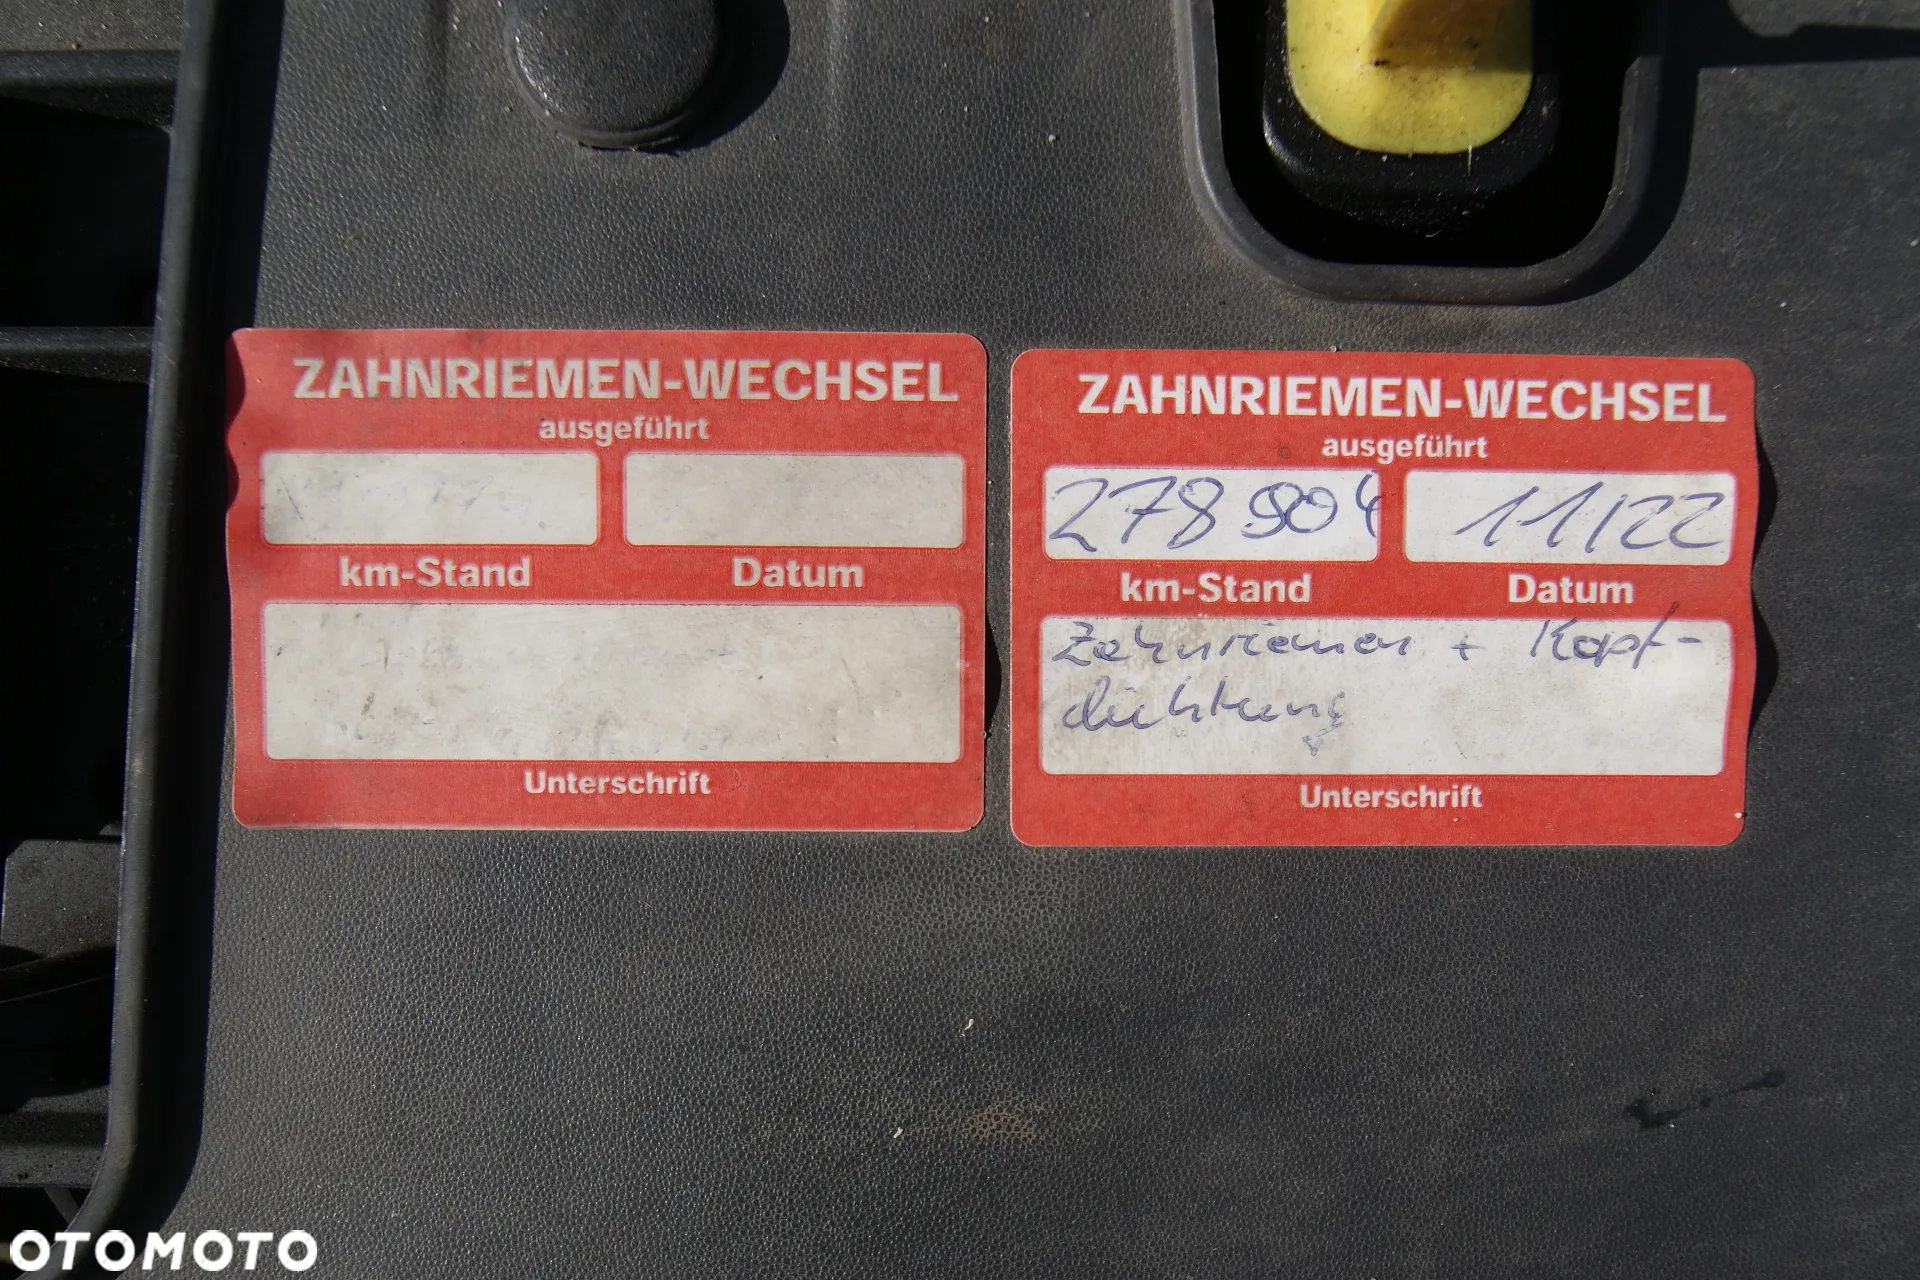 ZAHNRIEMEN-WECHSEL
ausgeführt
km-Stand Datum
Unterschrift
ZAHNRIEMEN-WECHSEL
ausgeführt
278904 11/22
km-Stand Datum
Zahnriemen + Kopf-
dichtung
Unterschrift
OTOMOTO